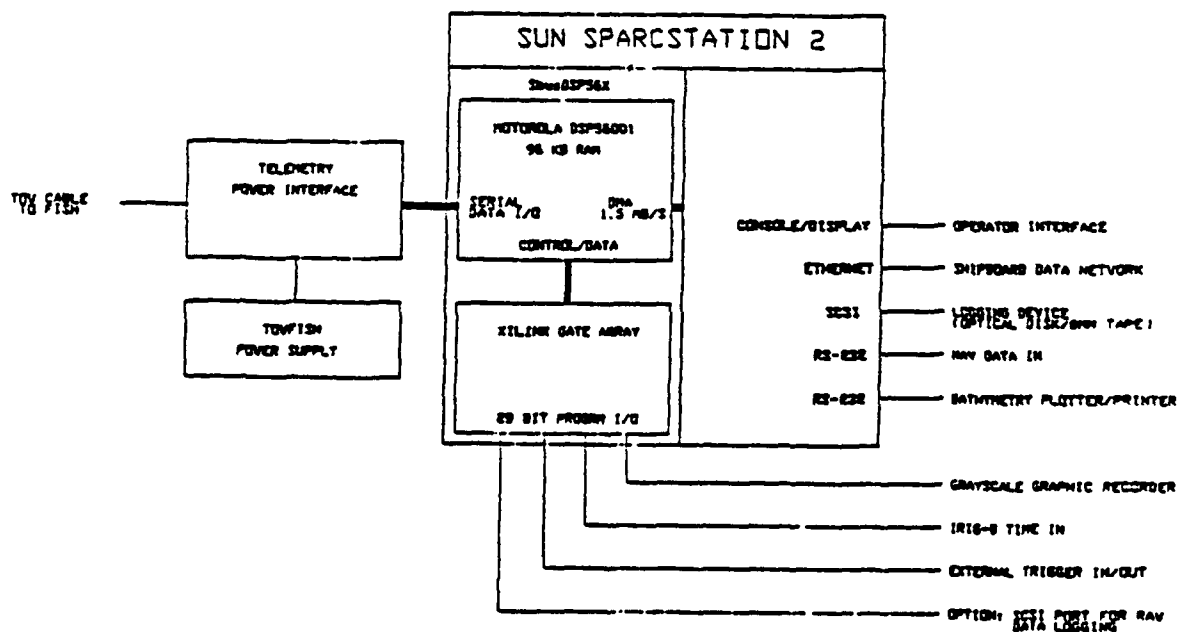 SUN SPARCSTATION 2
SbusDSP56X
MOTOROLA DSP56001
96 KB RAM
SERIAL
DATA I/O
DMA
1.5 MB/S
CONTROL/DATA
TELEMETRY
POWER INTERFACE
TOW CABLE
TO FISH
TOWFISH
POWER SUPPLY
XILINX GATE ARRAY
29 BIT PROGRM I/O
CONSOLE/DISPLAY
OPERATOR INTERFACE
ETHERNET
SHIPBOARD DATA NETWORK
SCSI
LOGGING DEVICE
(OPTICAL DISK/8MM TAPE)
RS-232
NAV DATA IN
RS-232
BATHYMETRY PLOTTER/PRINTER
GRAYSCALE GRAPHIC RECORDER
IRIG-B TIME IN
EXTERNAL TRIGGER IN/OUT
OPTION: SCSI PORT FOR RAW
DATA LOGGING